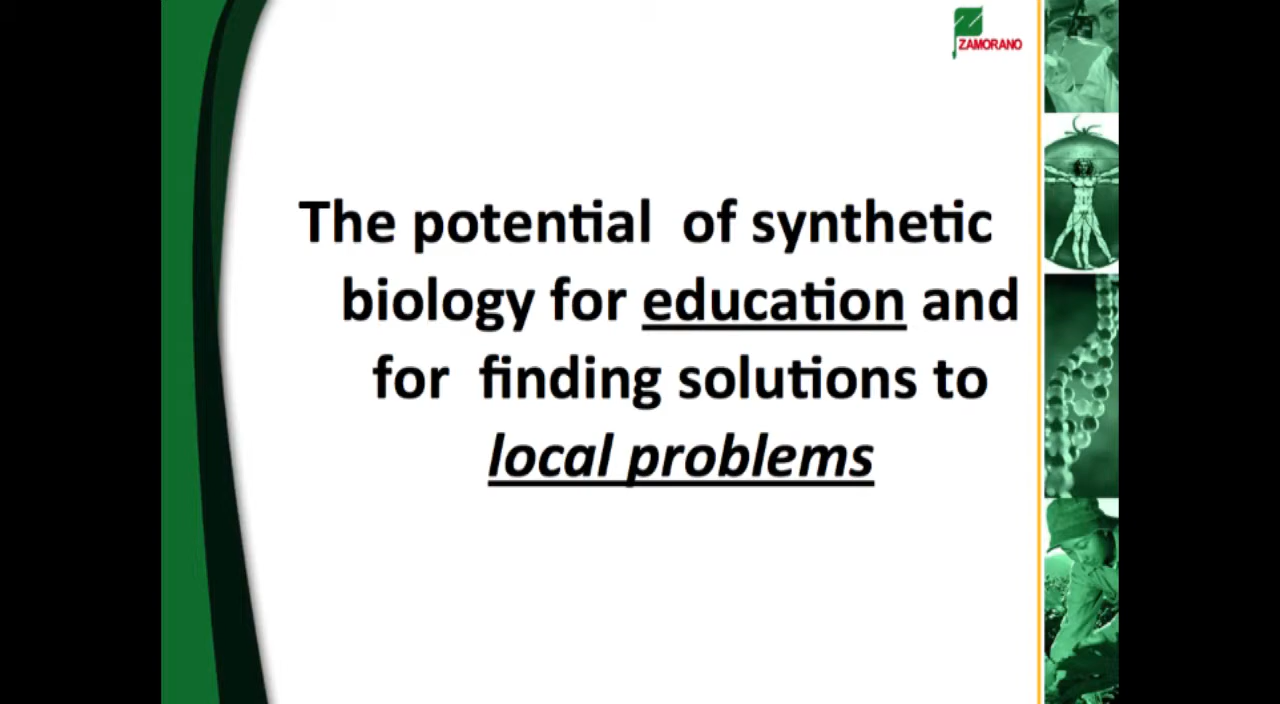 ZAMORANO
The potential of synthetic
biology for education and
for finding solutions to
local problems